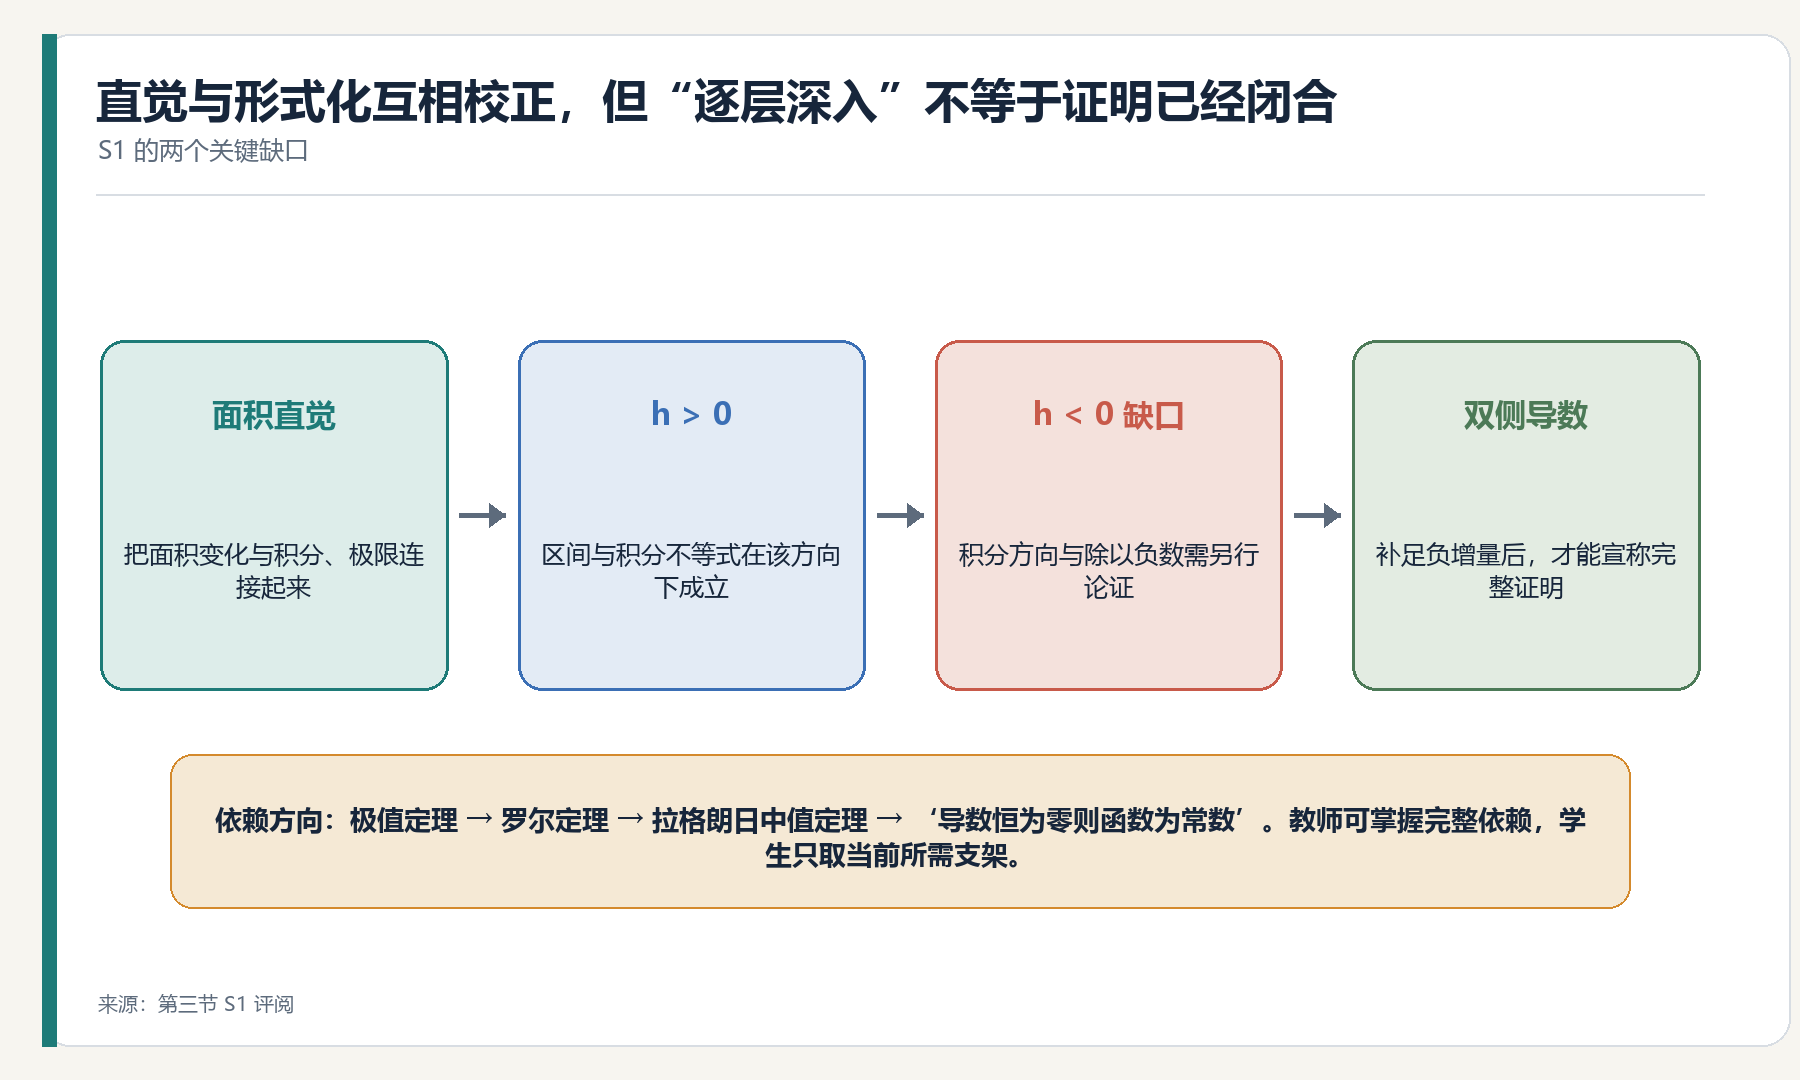 直觉与形式化互相校正，但“逐层深入”不等于证明已经闭合
S1 的两个关键缺口
面积直觉
把面积变化与积分、极限连
接起来
h > 0
区间与积分不等式在该方向
下成立
h < 0 缺口
积分方向与除以负数需另行
论证
双侧导数
补足负增量后，才能宣称完
整证明
依赖方向：极值定理 → 罗尔定理 → 拉格朗日中值定理 → ‘导数恒为零则函数为常数’。教师可掌握完整依赖，学
生只取当前所需支架。
来源：第三节 S1 评阅